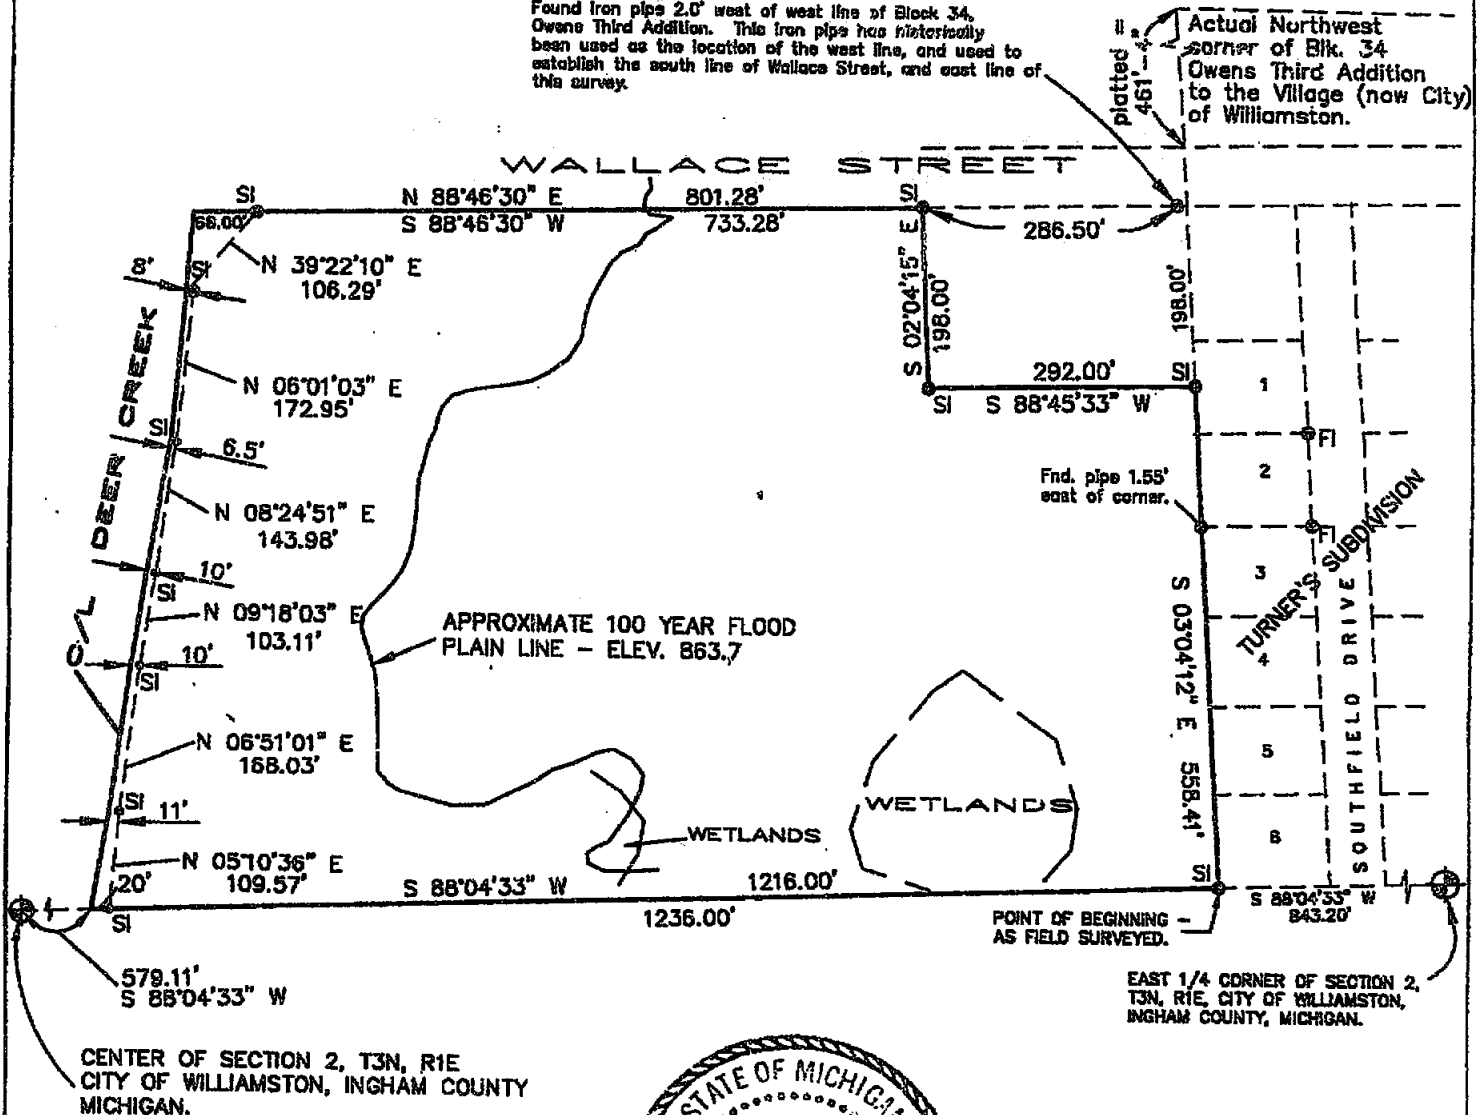 Found iron pipe 2.0' west of west line of Block 34,
Owens Third Addition. This iron pipe has historically
been used as the location of the west line, and used to
establish the south line of Wallace Street, and east line of
this survey.
platted =
461'-4"
Actual Northwest
corner of Blk. 34
Owens Third Addition
to the Village (now City)
of Williamston.
WALLACE STREET
SI
N 88°46'30" E 801.28'
S 88°46'30" W 733.28'
SI
286.50'
66.00'
SI
N 39°22'10" E
106.29'
8'
S 02°04'15" E
198.00'
198.00'
DEER CREEK
N 06°01'03" E
172.95'
292.00'
SI
SI
S 88°45'33" W
1
SI
6.5'
FI
2
Fnd. pipe 1.55'
east of corner.
N 08°24'51" E
143.98'
FI
TURNER'S SUBDIVISION
10'
SI
3
N 09°18'03" E
103.11'
APPROXIMATE 100 YEAR FLOOD
PLAIN LINE - ELEV. 863.7
O/L
10'
SI
4
S 03°04'12" E 558.41'
SOUTHFIELD DRIVE
N 06°51'01" E
168.03'
5
SI
11'
WETLANDS
WETLANDS
6
N 05°10'36" E
109.57'
20'
S 88°04'33" W 1216.00'
SI
1236.00'
SI
S 88°04'33" W
843.20'
POINT OF BEGINNING -
AS FIELD SURVEYED.
579.11'
S 88°04'33" W
EAST 1/4 CORNER OF SECTION 2,
T3N, R1E, CITY OF WILLIAMSTON,
INGHAM COUNTY, MICHIGAN.
CENTER OF SECTION 2, T3N, R1E
CITY OF WILLIAMSTON, INGHAM COUNTY
MICHIGAN.
STATE OF MICHIGAN